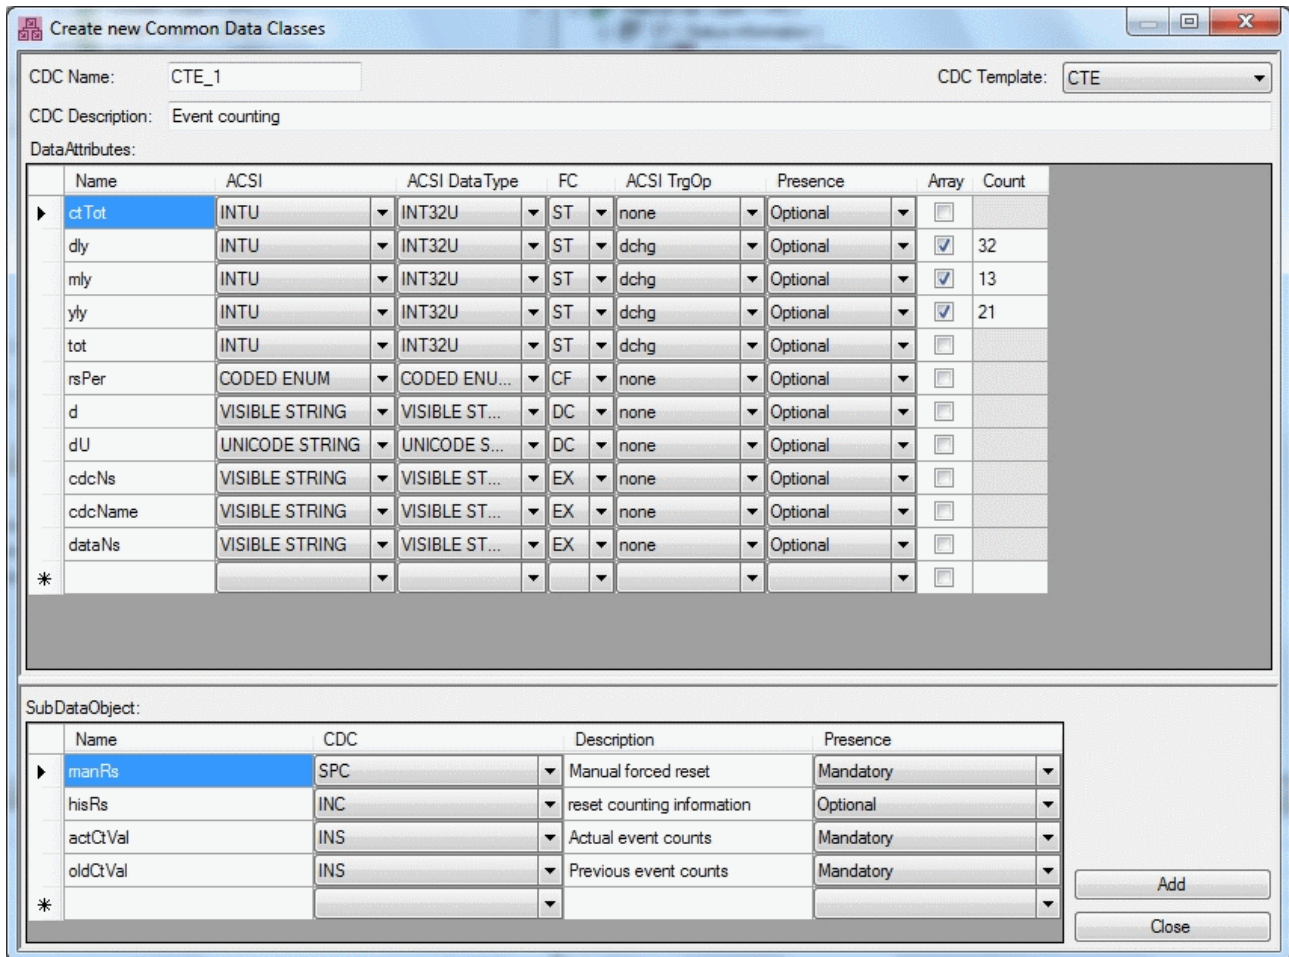 Create new Common Data Classes
CDC Name: CTE_1 CDC Template: CTE
CDC Description: Event counting
DataAttributes:
Name ACSI ACSI DataType FC ACSI TrgOp Presence Array Count
ctTot INTU INT32U ST none Optional
dly INTU INT32U ST dchg Optional 32
mly INTU INT32U ST dchg Optional 13
yly INTU INT32U ST dchg Optional 21
tot INTU INT32U ST dchg Optional
rsPer CODED ENUM CODED ENU... CF none Optional
d VISIBLE STRING VISIBLE ST... DC none Optional
dU UNICODE STRING UNICODE S... DC none Optional
cdcNs VISIBLE STRING VISIBLE ST... EX none Optional
cdcName VISIBLE STRING VISIBLE ST... EX none Optional
dataNs VISIBLE STRING VISIBLE ST... EX none Optional
SubDataObject:
Name CDC Description Presence
manRs SPC Manual forced reset Mandatory
hisRs INC reset counting information Optional
actCtVal INS Actual event counts Mandatory
oldCtVal INS Previous event counts Mandatory
Add
Close